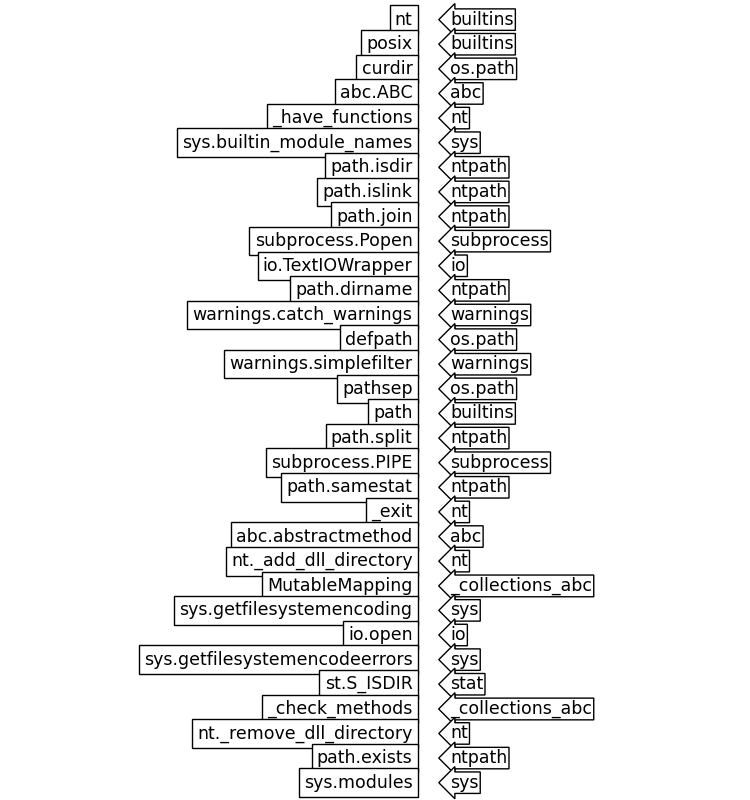 nt builtins
posix builtins
curdir os.path
abc.ABC abc
_have_functions nt
sys.builtin_module_names sys
path.isdir ntpath
path.islink ntpath
path.join ntpath
subprocess.Popen subprocess
io.TextIOWrapper io
path.dirname ntpath
warnings.catch_warnings warnings
defpath os.path
warnings.simplefilter warnings
pathsep os.path
path builtins
path.split ntpath
subprocess.PIPE subprocess
path.samestat ntpath
_exit nt
abc.abstractmethod abc
nt._add_dll_directory nt
MutableMapping _collections_abc
sys.getfilesystemencoding sys
io.open io
sys.getfilesystemencodeerrors sys
st.S_ISDIR stat
_check_methods _collections_abc
nt._remove_dll_directory nt
path.exists ntpath
sys.modules sys